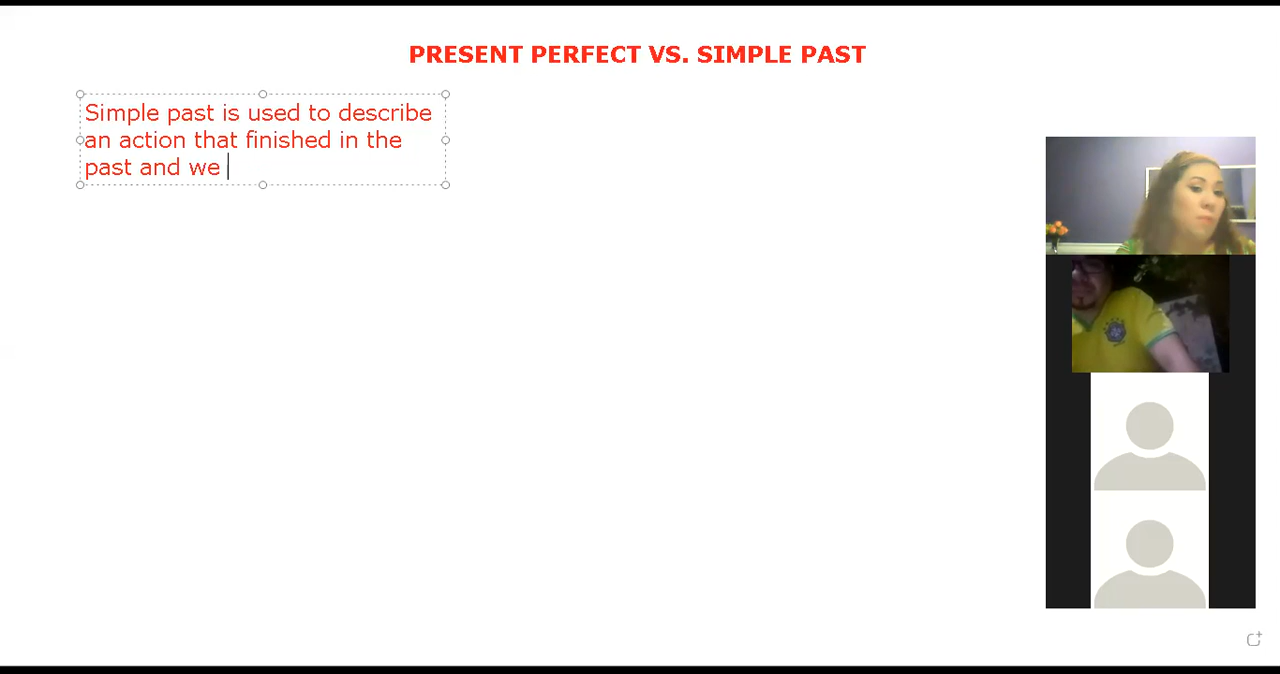 PRESENT PERFECT VS. SIMPLE PAST
Simple past is used to describe
an action that finished in the
past and we